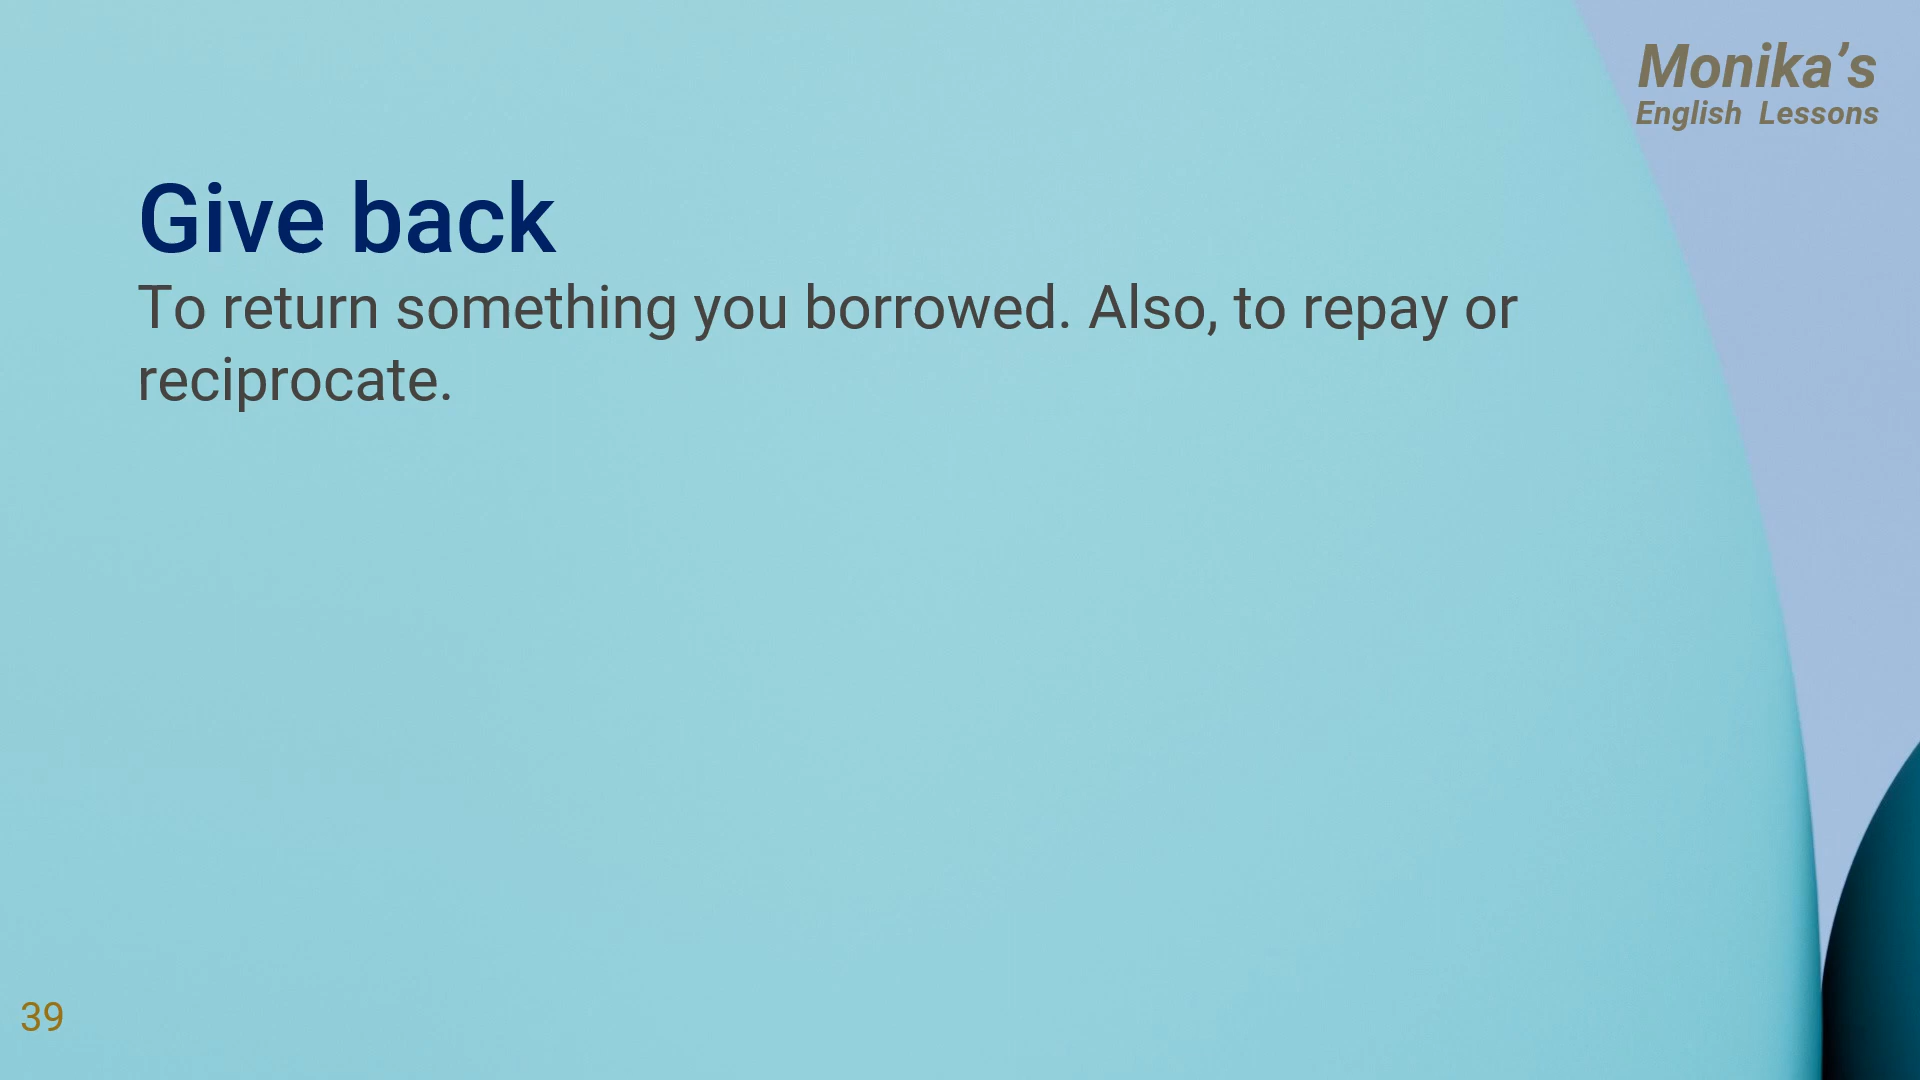 Monika’s
English Lessons
Give back
To return something you borrowed. Also, to repay or
reciprocate.
39